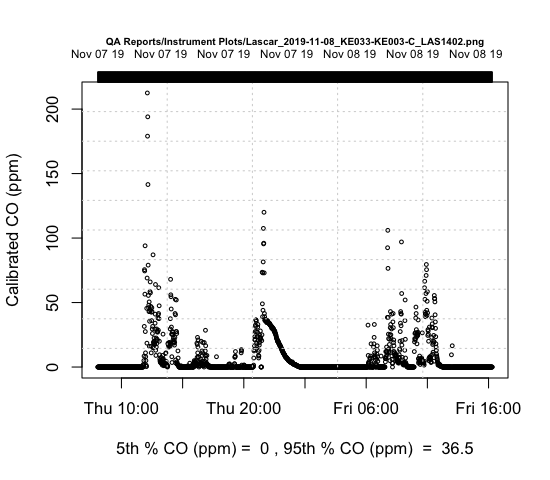 QA Reports/Instrument Plots/Lascar_2019-11-08_KE033-KE003-C_LAS1402.png
Nov 07 19 Nov 07 19 Nov 07 19 Nov 07 19 Nov 08 19 Nov 08 19 Nov 08 19
Calibrated CO (ppm)
200
150
100
50
0
Thu 10:00 Thu 20:00 Fri 06:00 Fri 16:00
5th % CO (ppm) = 0 , 95th % CO (ppm) = 36.5